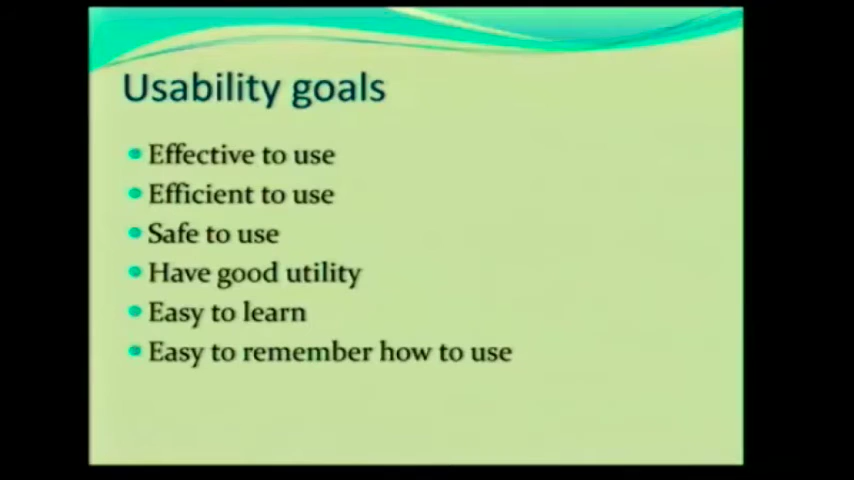 Usability goals
Effective to use
Efficient to use
Safe to use
Have good utility
Easy to learn
Easy to remember how to use